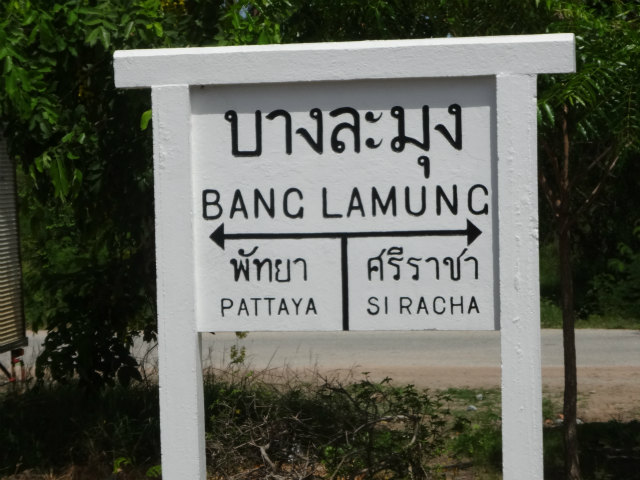 บางละมุง
BANG LAMUNG
พัทยา ศรีราชา
PATTAYA SI RACHA